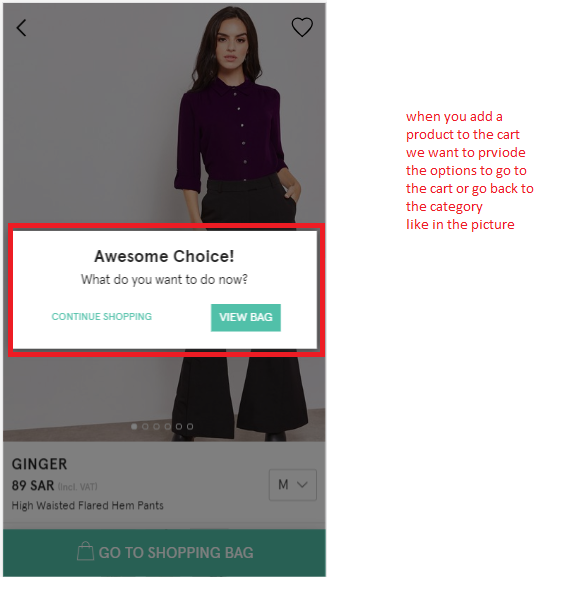 when you add a
product to the cart
we want to prviode
the options to go to
the cart or go back to
the category
like in the picture
Awesome Choice!
What do you want to do now?
CONTINUE SHOPPING
VIEW BAG
GINGER
89 SAR (Incl. VAT)
M
High Waisted Flared Hem Pants
GO TO SHOPPING BAG